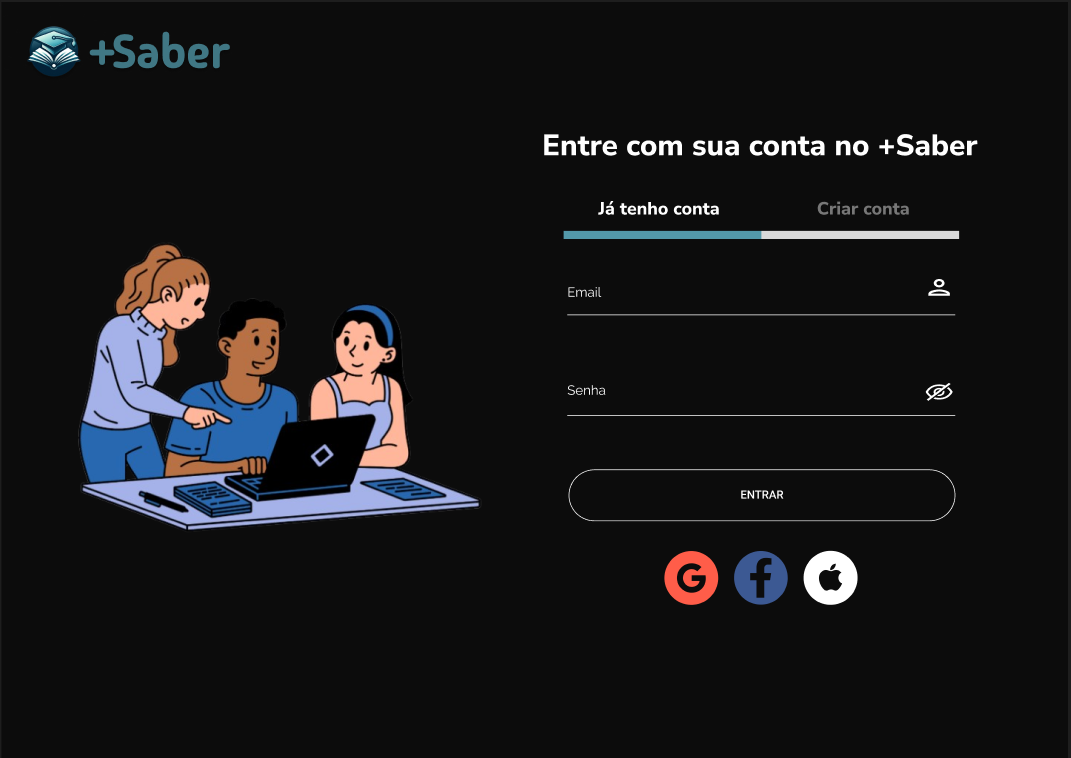 +Saber
Entre com sua conta no +Saber
Já tenho conta
Criar conta
Email
Senha
ENTRAR